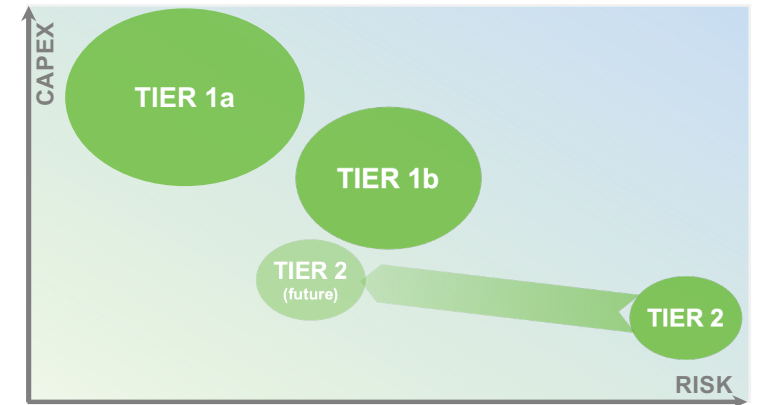 CAPEX
TIER 1a
TIER 1b
TIER 2
(future)
TIER 2
RISK